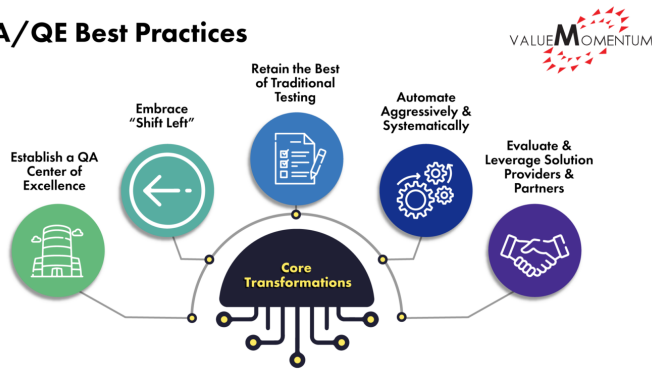 A/QE Best Practices
VALUEMOMENTUM
Retain the Best
of Traditional
Testing
Embrace
“Shift Left”
Automate
Aggressively &
Systematically
Establish a QA
Center of
Excellence
Evaluate &
Leverage Solution
Providers &
Partners
Core
Transformations